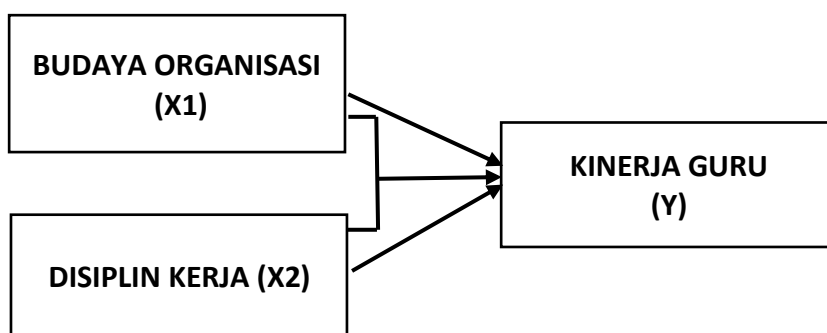 BUDAYA ORGANISASI
(X1)
KINERJA GURU
(Y)
DISIPLIN KERJA (X2)